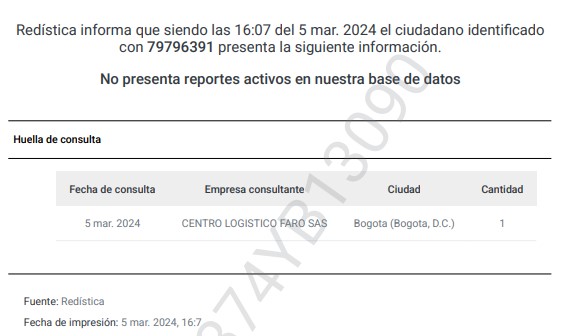 Redística informa que siendo las 16:07 del 5 mar. 2024 el ciudadano identificado
con 79796391 presenta la siguiente información.
No presenta reportes activos en nuestra base de datos
Huella de consulta
Fecha de consulta Empresa consultante Ciudad Cantidad
5 mar. 2024 CENTRO LOGISTICO FARO SAS Bogota (Bogota, D.C.) 1
Fuente: Redística
Fecha de impresión: 5 mar. 2024, 16:7
874YB13090